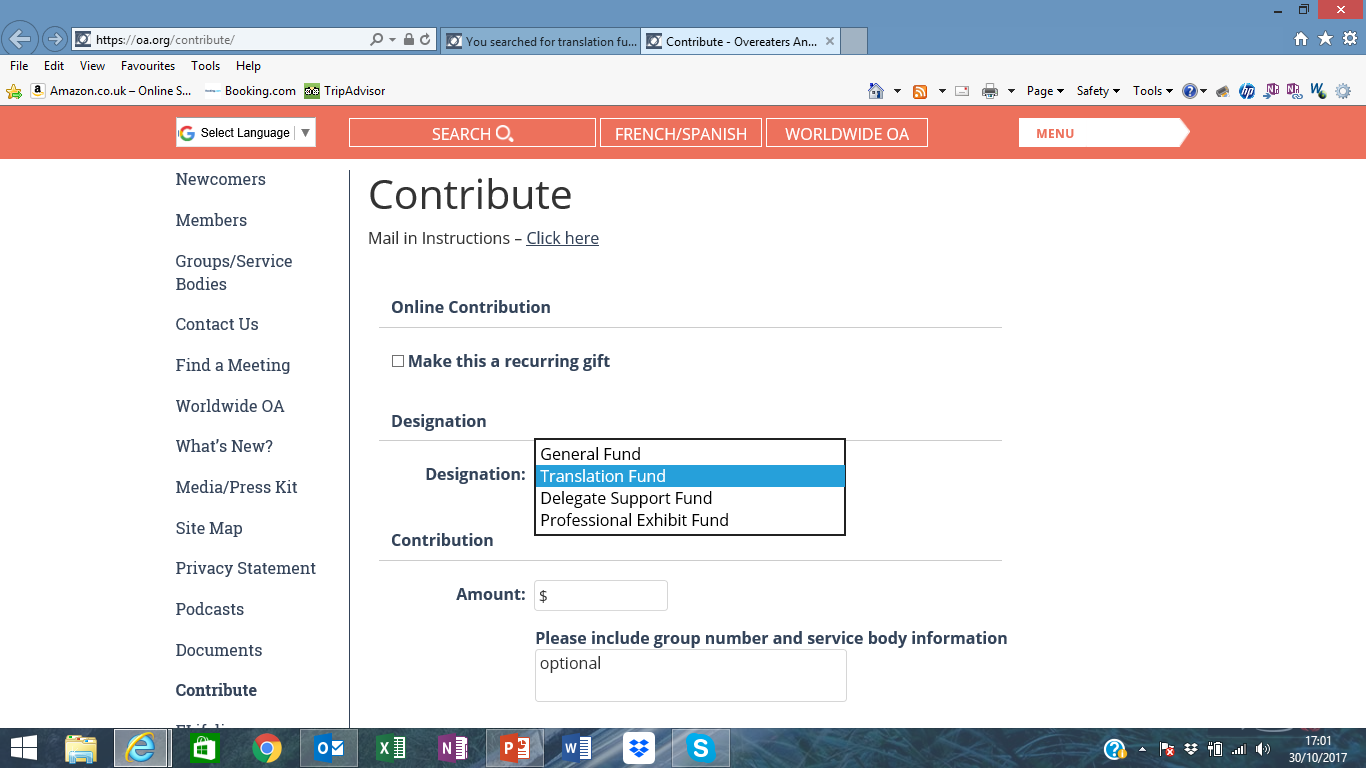 https://oa.org/contribute/
You searched for translation fu...
Contribute - Overeaters An...
File Edit View Favourites Tools Help
Amazon.co.uk – Online S... Booking.com TripAdvisor
Page Safety Tools
Select Language
SEARCH
FRENCH/SPANISH
WORLDWIDE OA
MENU
Newcomers
Members
Groups/Service
Bodies
Contact Us
Find a Meeting
Worldwide OA
What's New?
Media/Press Kit
Site Map
Privacy Statement
Podcasts
Documents
Contribute
Contribute
Mail in Instructions – Click here
Online Contribution
Make this a recurring gift
Designation
Designation:
General Fund
Translation Fund
Delegate Support Fund
Professional Exhibit Fund
Contribution
Amount: $
Please include group number and service body information
optional
17:01
30/10/2017